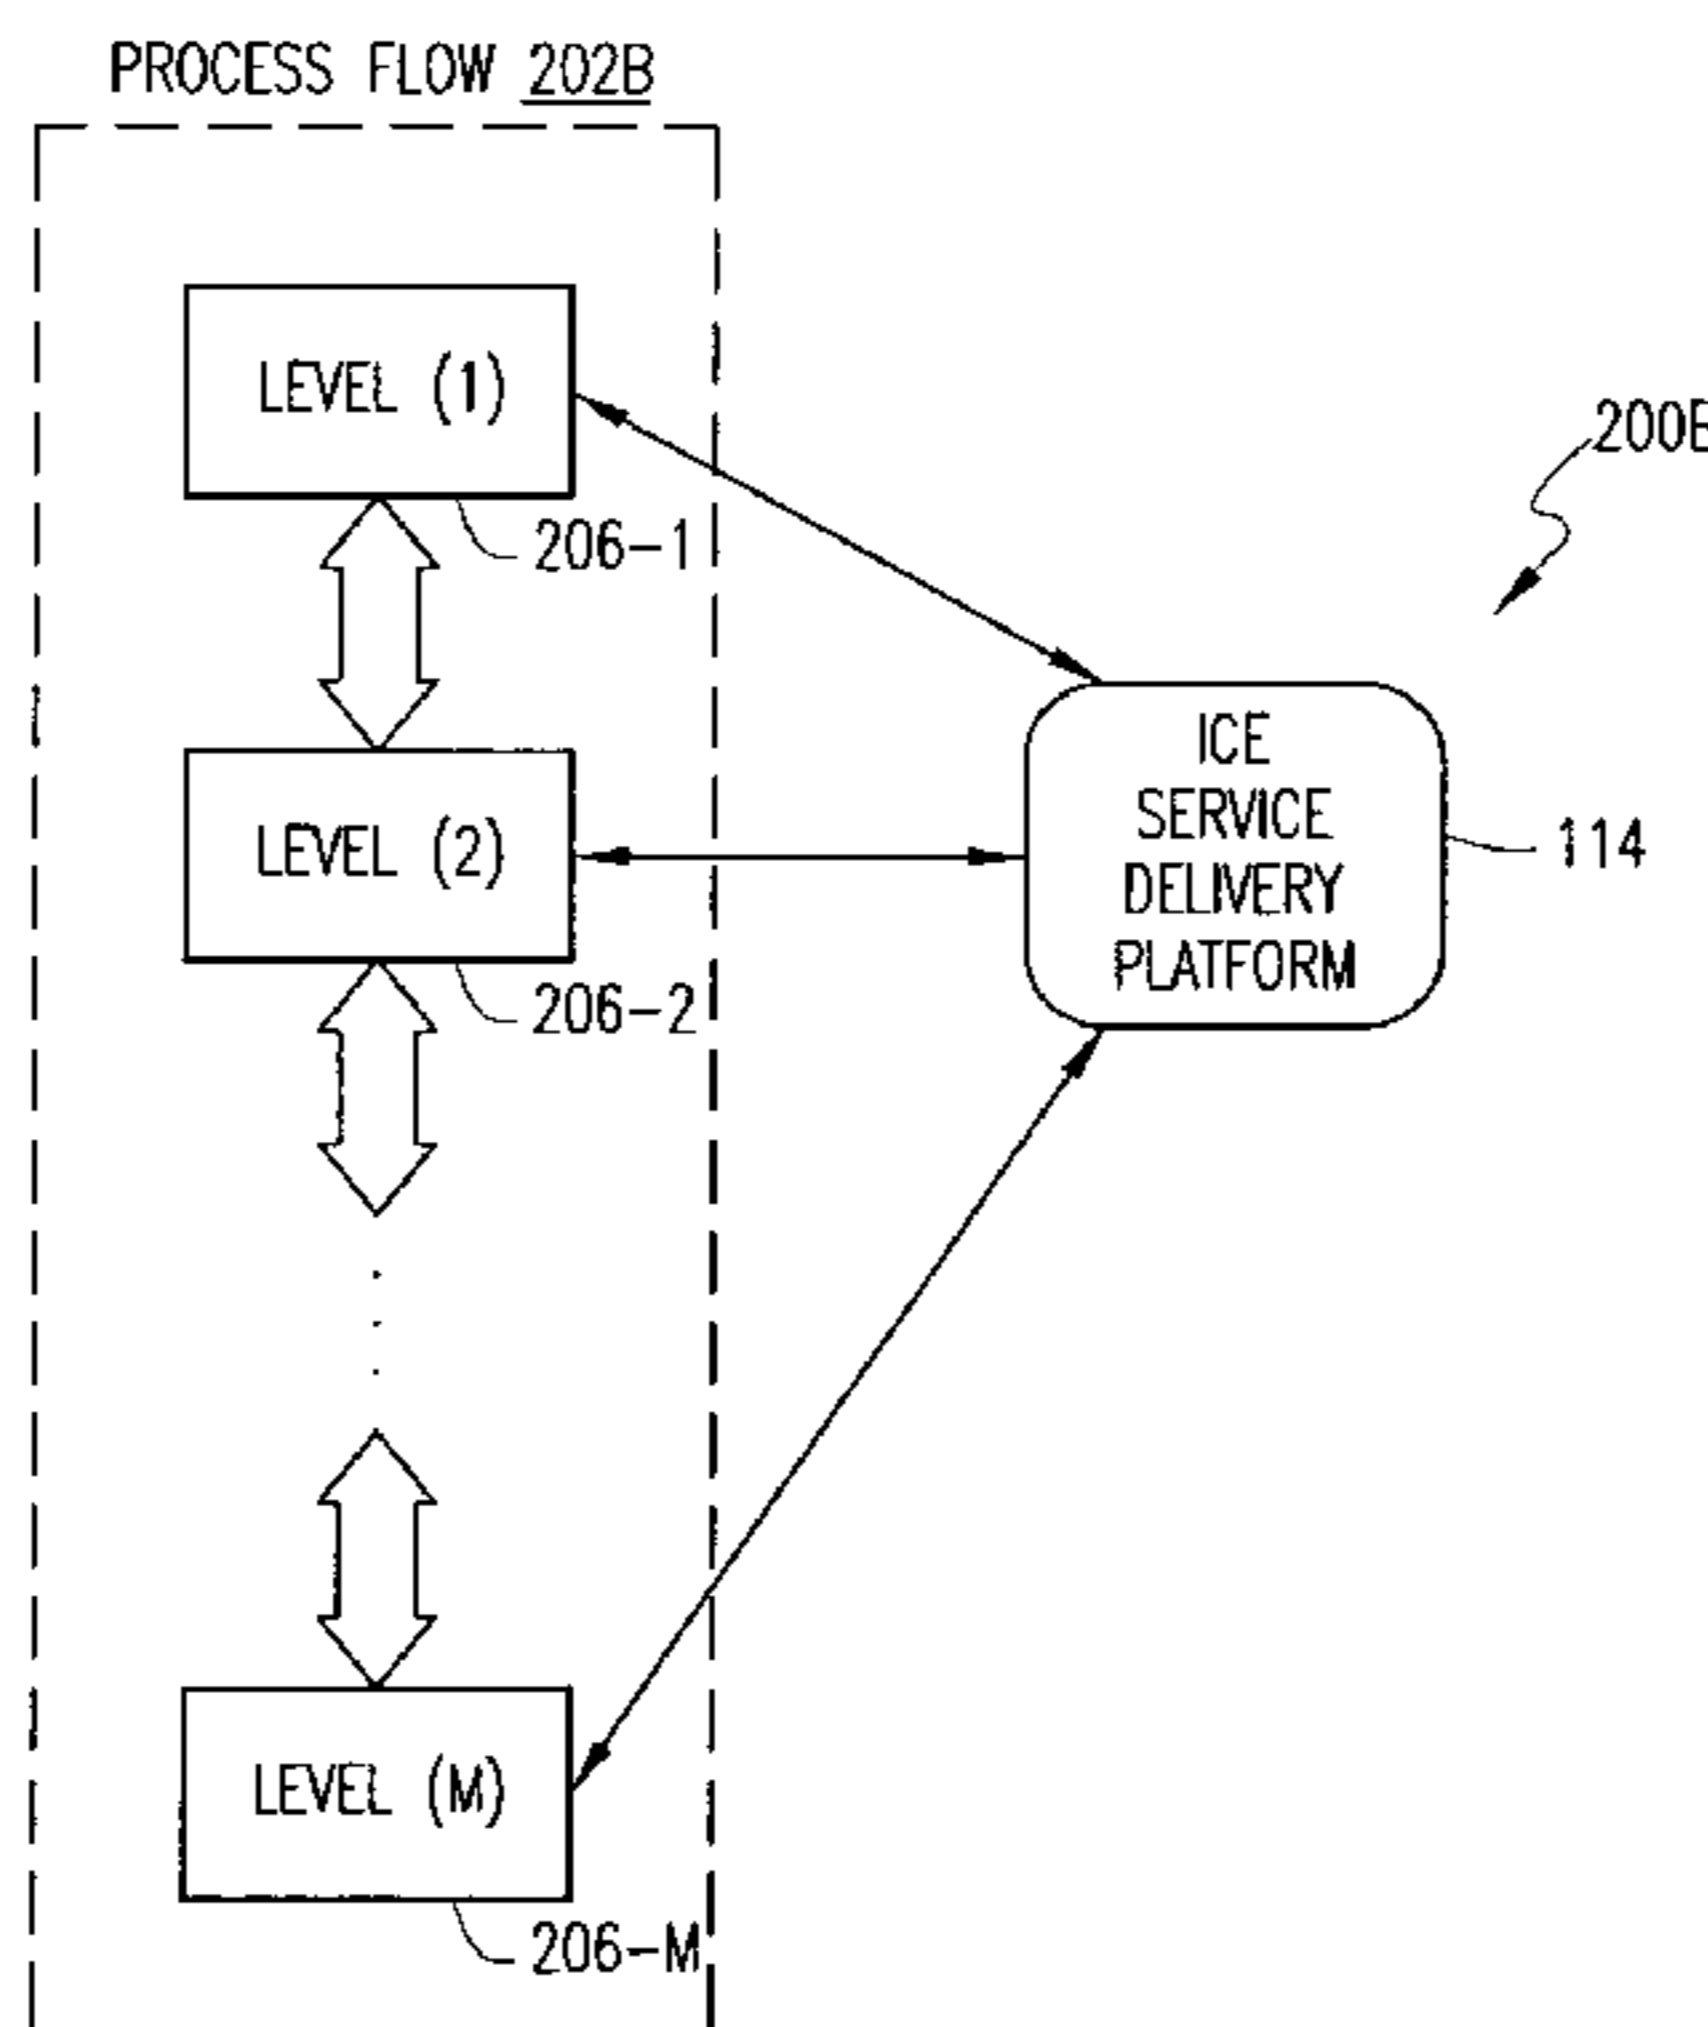 PROCESS FLOW 202B
LEVEL (1)
200B
206-1
ICE
SERVICE
DELIVERY
PLATFORM
LEVEL (2)
114
206-2
LEVEL (M)
206-M